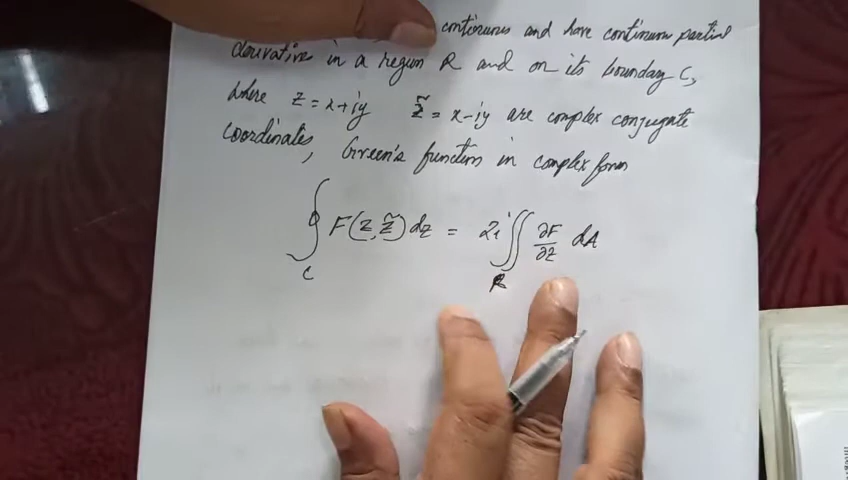 continues and have continuous partial
derivative in a region R and on its boundary C,
where z = x+iy z̃ = x-iy are complex conjugate
coordinates, Green's function in complex form
∮ F(z,z̃)dz = 2i∬ ∂F/∂z dA
C R